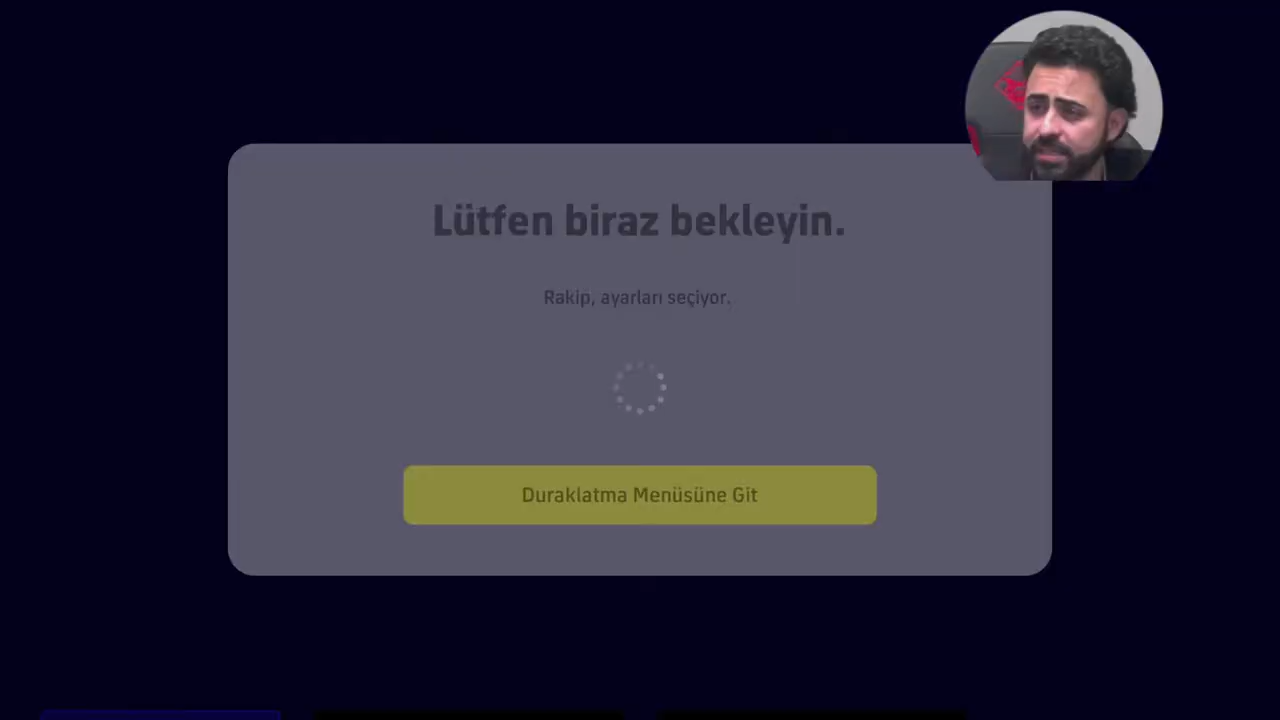 Lütfen biraz bekleyin.
Rakip, ayarları seçiyor.
Duraklatma Menüsüne Git